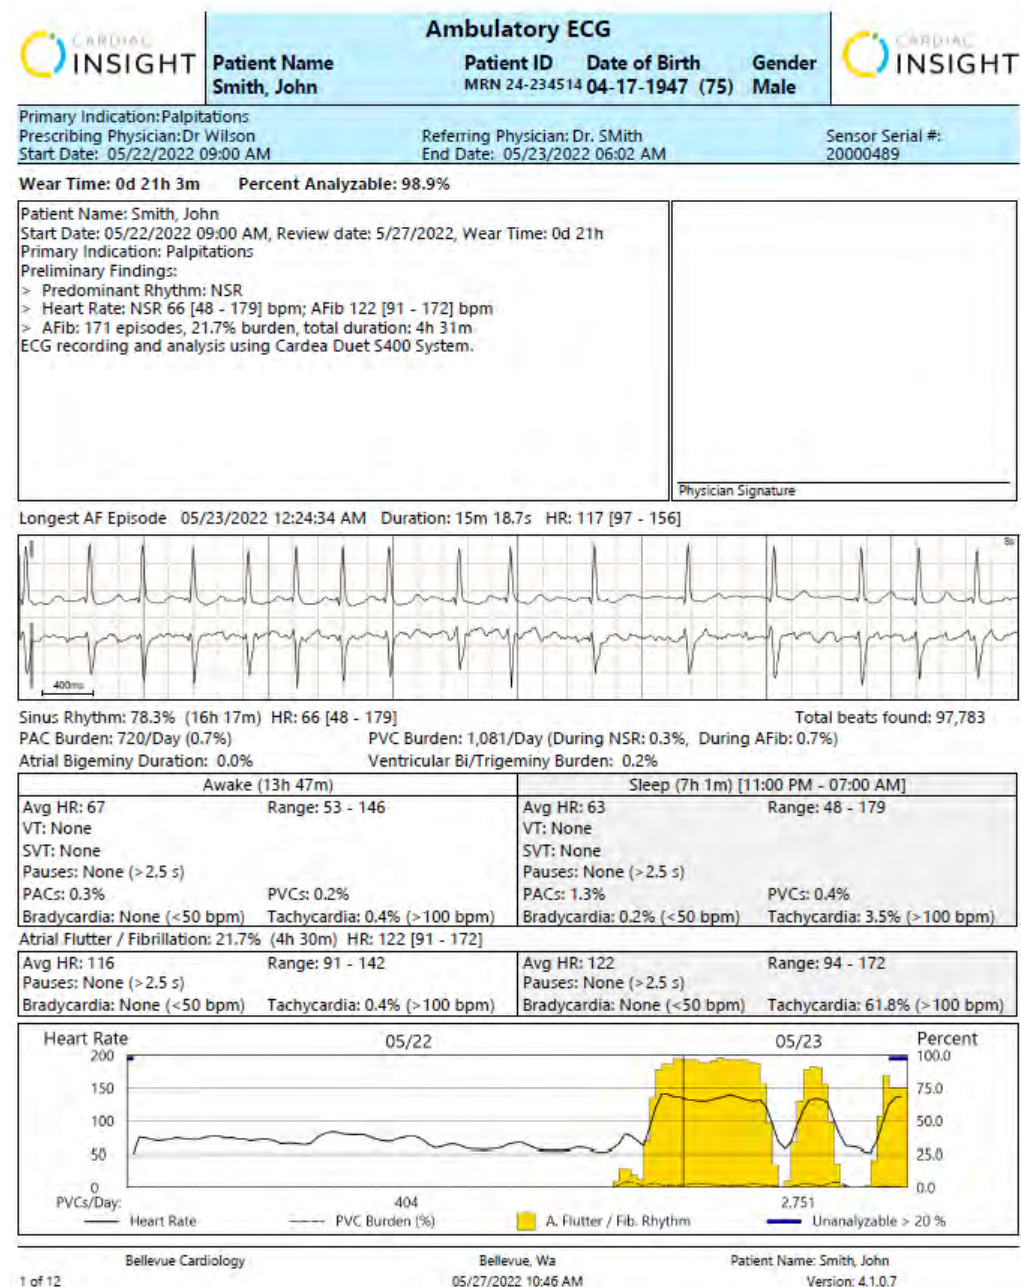 CARDIAC
INSIGHT
Ambulatory ECG
Patient Name
Smith, John
Patient ID
MRN 24-234514
Date of Birth
04-17-1947 (75)
Gender
Male
CARDIAC
INSIGHT
Primary Indication:Palpitations
Prescribing Physician:Dr Wilson Referring Physician: Dr. SMith Sensor Serial #:
Start Date: 05/22/2022 09:00 AM End Date: 05/23/2022 06:02 AM 20000489
Wear Time: 0d 21h 3m Percent Analyzable: 98.9%
Patient Name: Smith, John
Start Date: 05/22/2022 09:00 AM, Review date: 5/27/2022, Wear Time: 0d 21h
Primary Indication: Palpitations
Preliminary Findings:
> Predominant Rhythm: NSR
> Heart Rate: NSR 66 [48 - 179] bpm; AFib 122 [91 - 172] bpm
> AFib: 171 episodes, 21.7% burden, total duration: 4h 31m
ECG recording and analysis using Cardea Duet S400 System.
Physician Signature
Longest AF Episode 05/23/2022 12:24:34 AM Duration: 15m 18.7s HR: 117 [97 - 156]
8s
400ms
Sinus Rhythm: 78.3% (16h 17m) HR: 66 [48 - 179] Total beats found: 97,783
PAC Burden: 720/Day (0.7%) PVC Burden: 1,081/Day (During NSR: 0.3%, During AFib: 0.7%)
Atrial Bigeminy Duration: 0.0% Ventricular Bi/Trigeminy Burden: 0.2%
Awake (13h 47m)
Avg HR: 67 Range: 53 - 146
VT: None
SVT: None
Pauses: None (>2.5 s)
PACs: 0.3% PVCs: 0.2%
Bradycardia: None (<50 bpm) Tachycardia: 0.4% (>100 bpm)
Sleep (7h 1m) [11:00 PM - 07:00 AM]
Avg HR: 63 Range: 48 - 179
VT: None
SVT: None
Pauses: None (>2.5 s)
PACs: 1.3% PVCs: 0.4%
Bradycardia: 0.2% (<50 bpm) Tachycardia: 3.5% (>100 bpm)
Atrial Flutter / Fibrillation: 21.7% (4h 30m) HR: 122 [91 - 172]
Avg HR: 116 Range: 91 - 142
Pauses: None (>2.5 s)
Bradycardia: None (<50 bpm) Tachycardia: 0.4% (>100 bpm)
Avg HR: 122 Range: 94 - 172
Pauses: None (>2.5 s)
Bradycardia: None (<50 bpm) Tachycardia: 61.8% (>100 bpm)
Heart Rate 05/22 05/23 Percent
200 100.0
150 75.0
100 50.0
50 25.0
0 0.0
PVCs/Day: 404 2,751
Heart Rate PVC Burden (%) A. Flutter / Fib. Rhythm Unanalyzable > 20 %
Bellevue Cardiology Bellevue, Wa Patient Name: Smith, John
1 of 12 05/27/2022 10:46 AM Version: 4.1.0.7